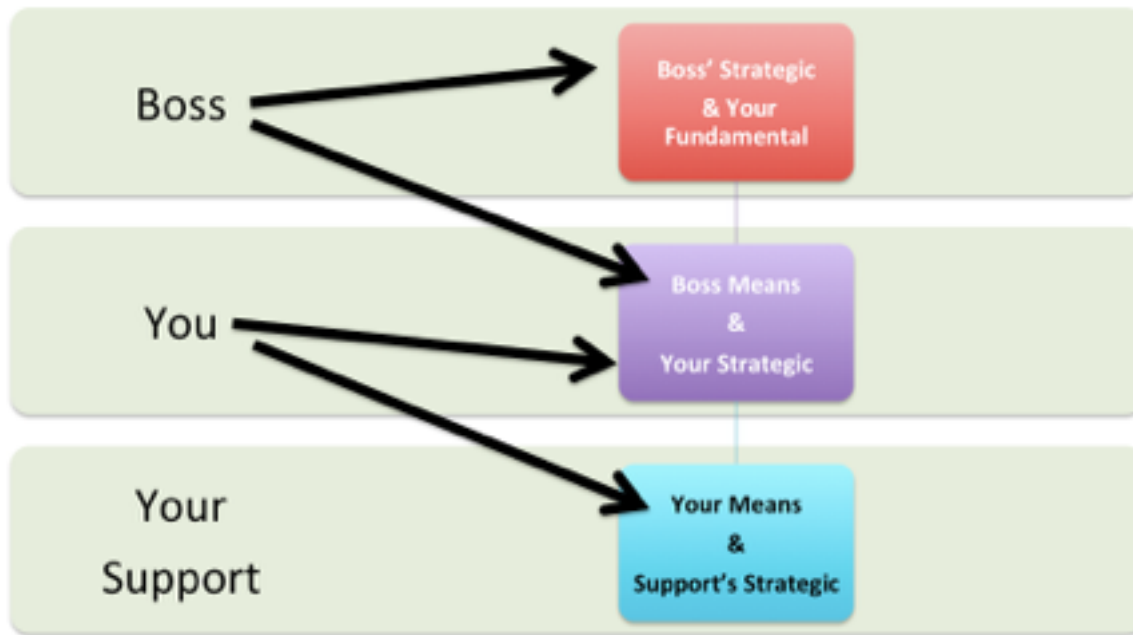 Boss
Boss' Strategic
& Your
Fundamental
You
Boss Means
&
Your Strategic
Your
Support
Your Means
&
Support's Strategic